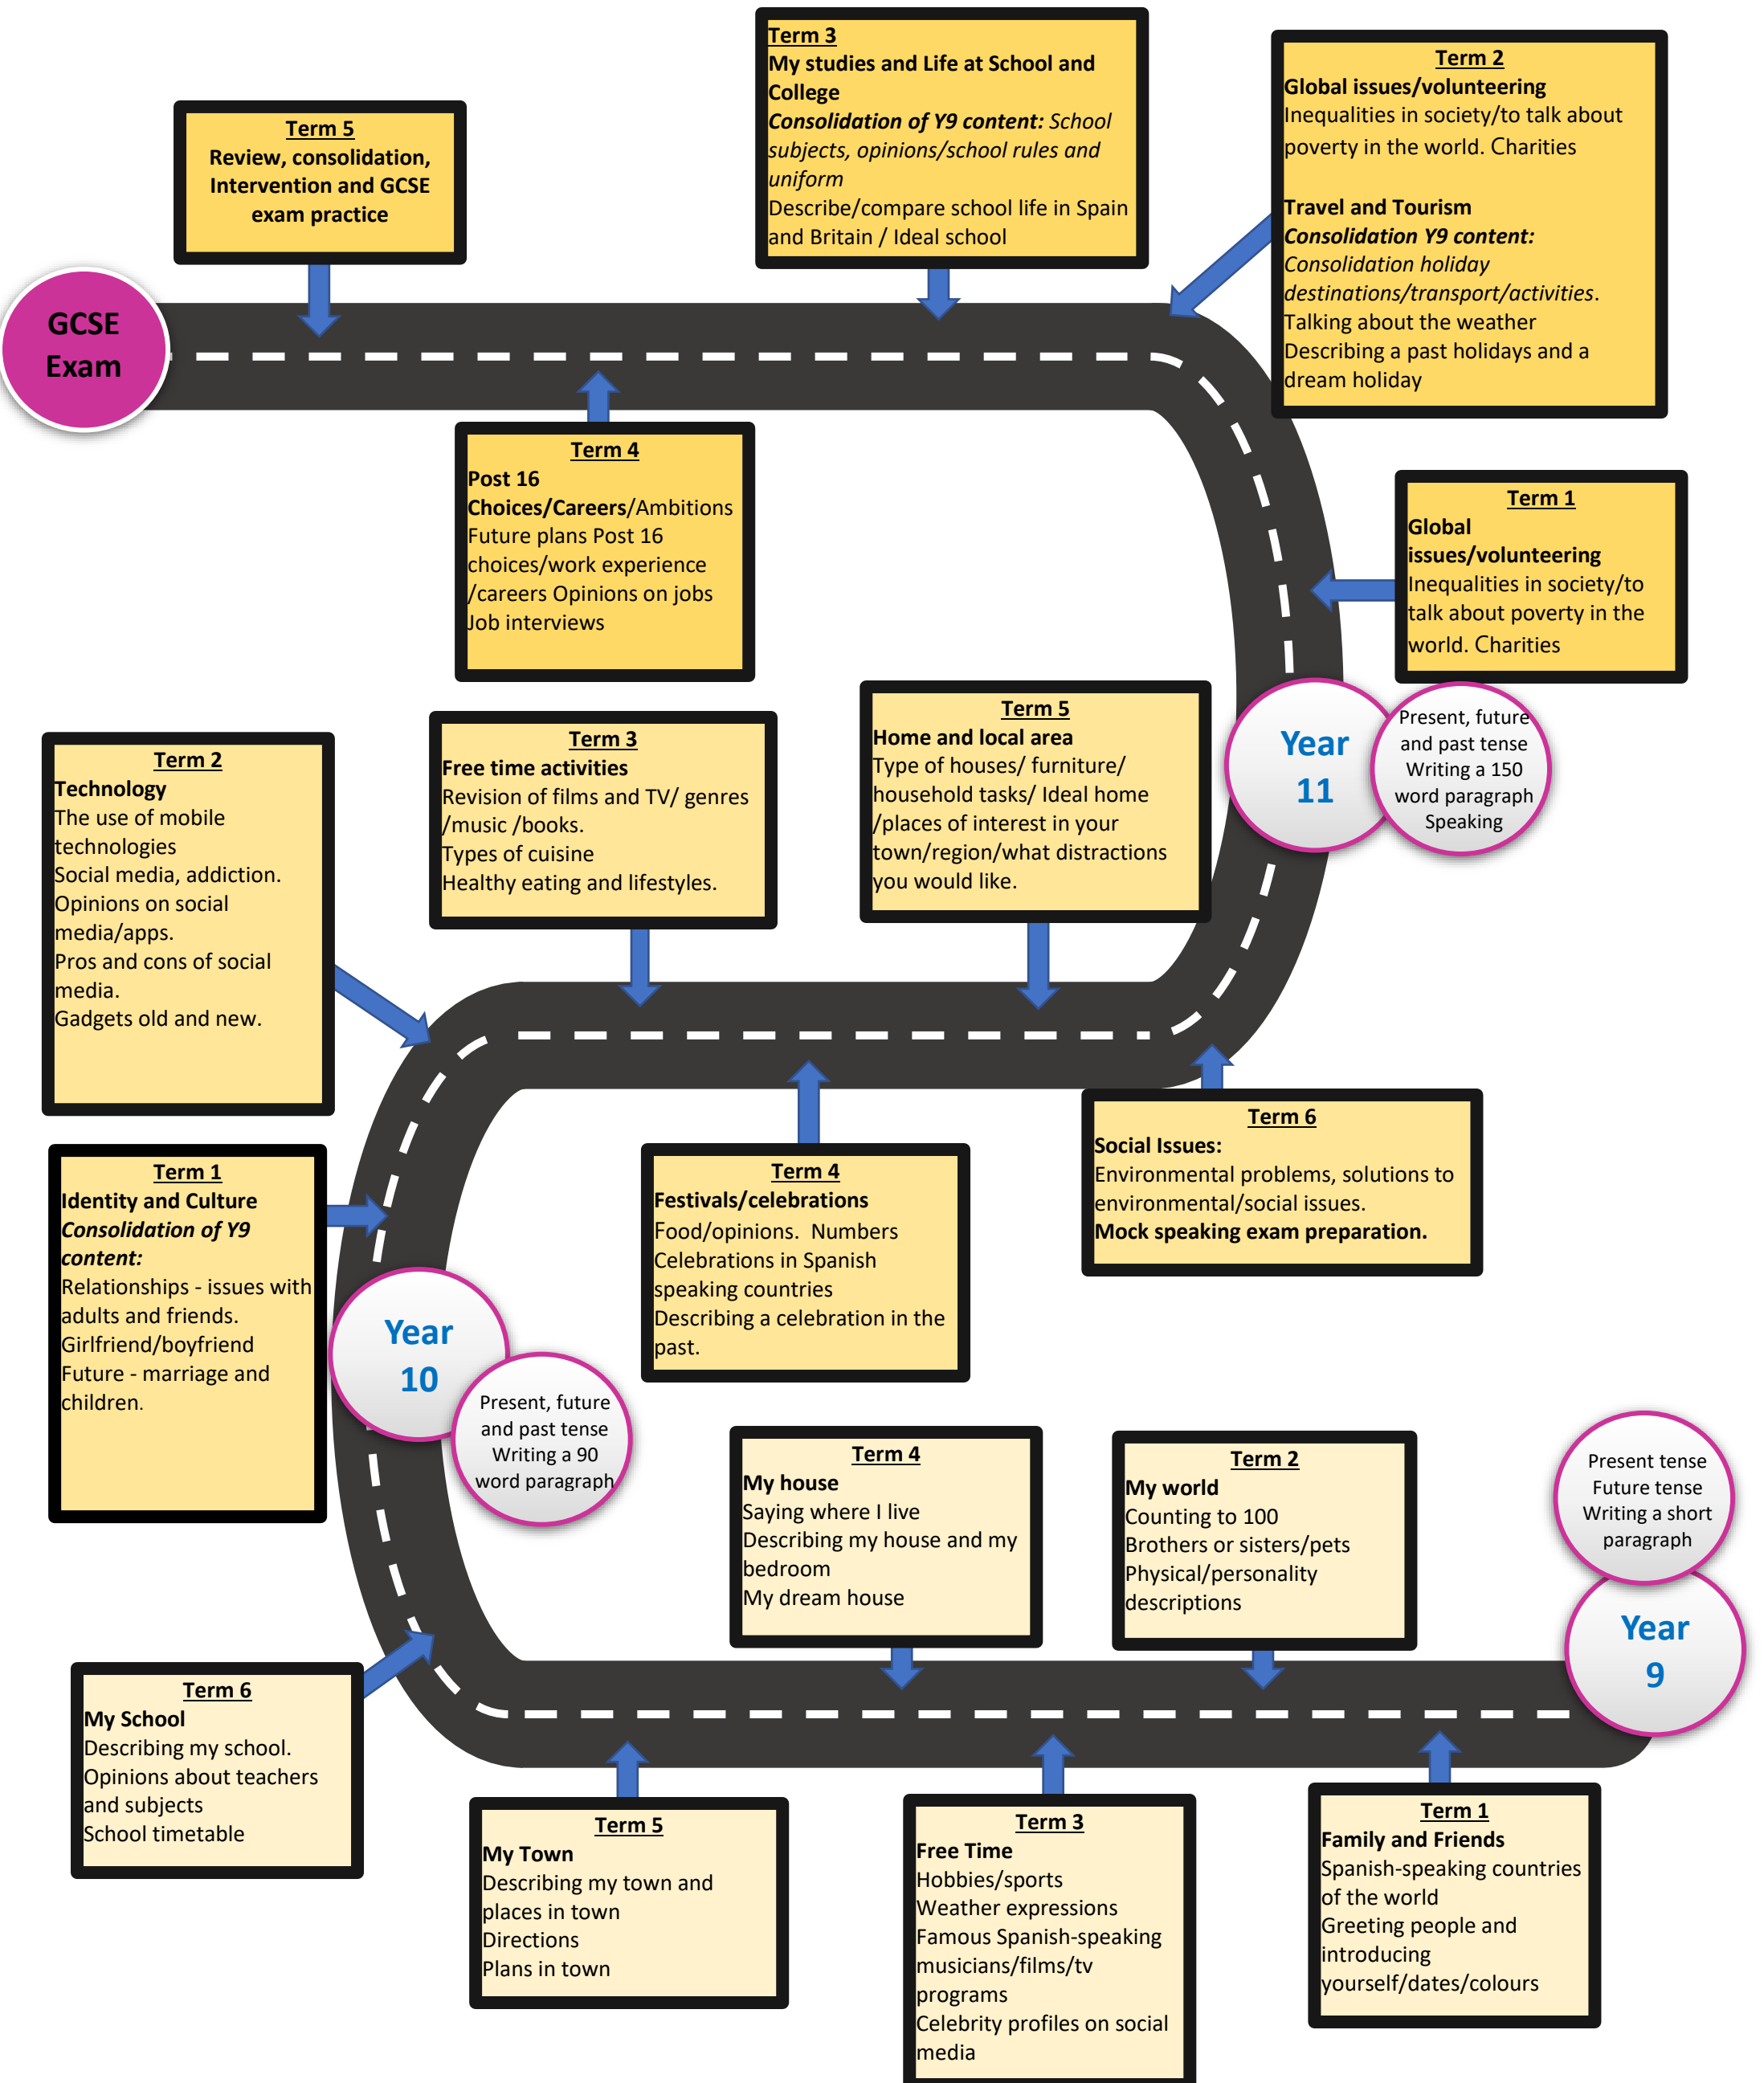 Term 3
My studies and Life at School and
College
Consolidation of Y9 content: School
subjects, opinions/school rules and
uniform
Describe/compare school life in Spain
and Britain / Ideal school
Term 2
Global issues/volunteering
Inequalities in society/to talk about
poverty in the world. Charities
Travel and Tourism
Consolidation Y9 content:
Consolidation holiday
destinations/transport/activities.
Talking about the weather
Describing a past holidays and a
dream holiday
Term 5
Review, consolidation,
Intervention and GCSE
exam practice
GCSE
Exam
Term 4
Post 16
Choices/Careers/Ambitions
Future plans Post 16
choices/work experience
/careers Opinions on jobs
Job interviews
Term 1
Global
issues/volunteering
Inequalities in society/to
talk about poverty in the
world. Charities
Year
11
Present, future
and past tense
Writing a 150
word paragraph
Speaking
Term 2
Technology
The use of mobile
technologies
Social media, addiction.
Opinions on social
media/apps.
Pros and cons of social
media.
Gadgets old and new.
Term 3
Free time activities
Revision of films and TV/ genres
/music /books.
Types of cuisine
Healthy eating and lifestyles.
Term 5
Home and local area
Type of houses/ furniture/
household tasks/ Ideal home
/places of interest in your
town/region/what distractions
you would like.
Term 1
Identity and Culture
Consolidation of Y9
content:
Relationships - issues with
adults and friends.
Girlfriend/boyfriend
Future - marriage and
children.
Term 4
Festivals/celebrations
Food/opinions. Numbers
Celebrations in Spanish
speaking countries
Describing a celebration in the
past.
Term 6
Social Issues:
Environmental problems, solutions to
environmental/social issues.
Mock speaking exam preparation.
Year
10
Present, future
and past tense
Writing a 90
word paragraph
Term 4
My house
Saying where I live
Describing my house and my
bedroom
My dream house
Term 2
My world
Counting to 100
Brothers or sisters/pets
Physical/personality
descriptions
Present tense
Future tense
Writing a short
paragraph
Year
9
Term 6
My School
Describing my school.
Opinions about teachers
and subjects
School timetable
Term 5
My Town
Describing my town and
places in town
Directions
Plans in town
Term 3
Free Time
Hobbies/sports
Weather expressions
Famous Spanish-speaking
musicians/films/tv
programs
Celebrity profiles on social
media
Term 1
Family and Friends
Spanish-speaking countries
of the world
Greeting people and
introducing
yourself/dates/colours